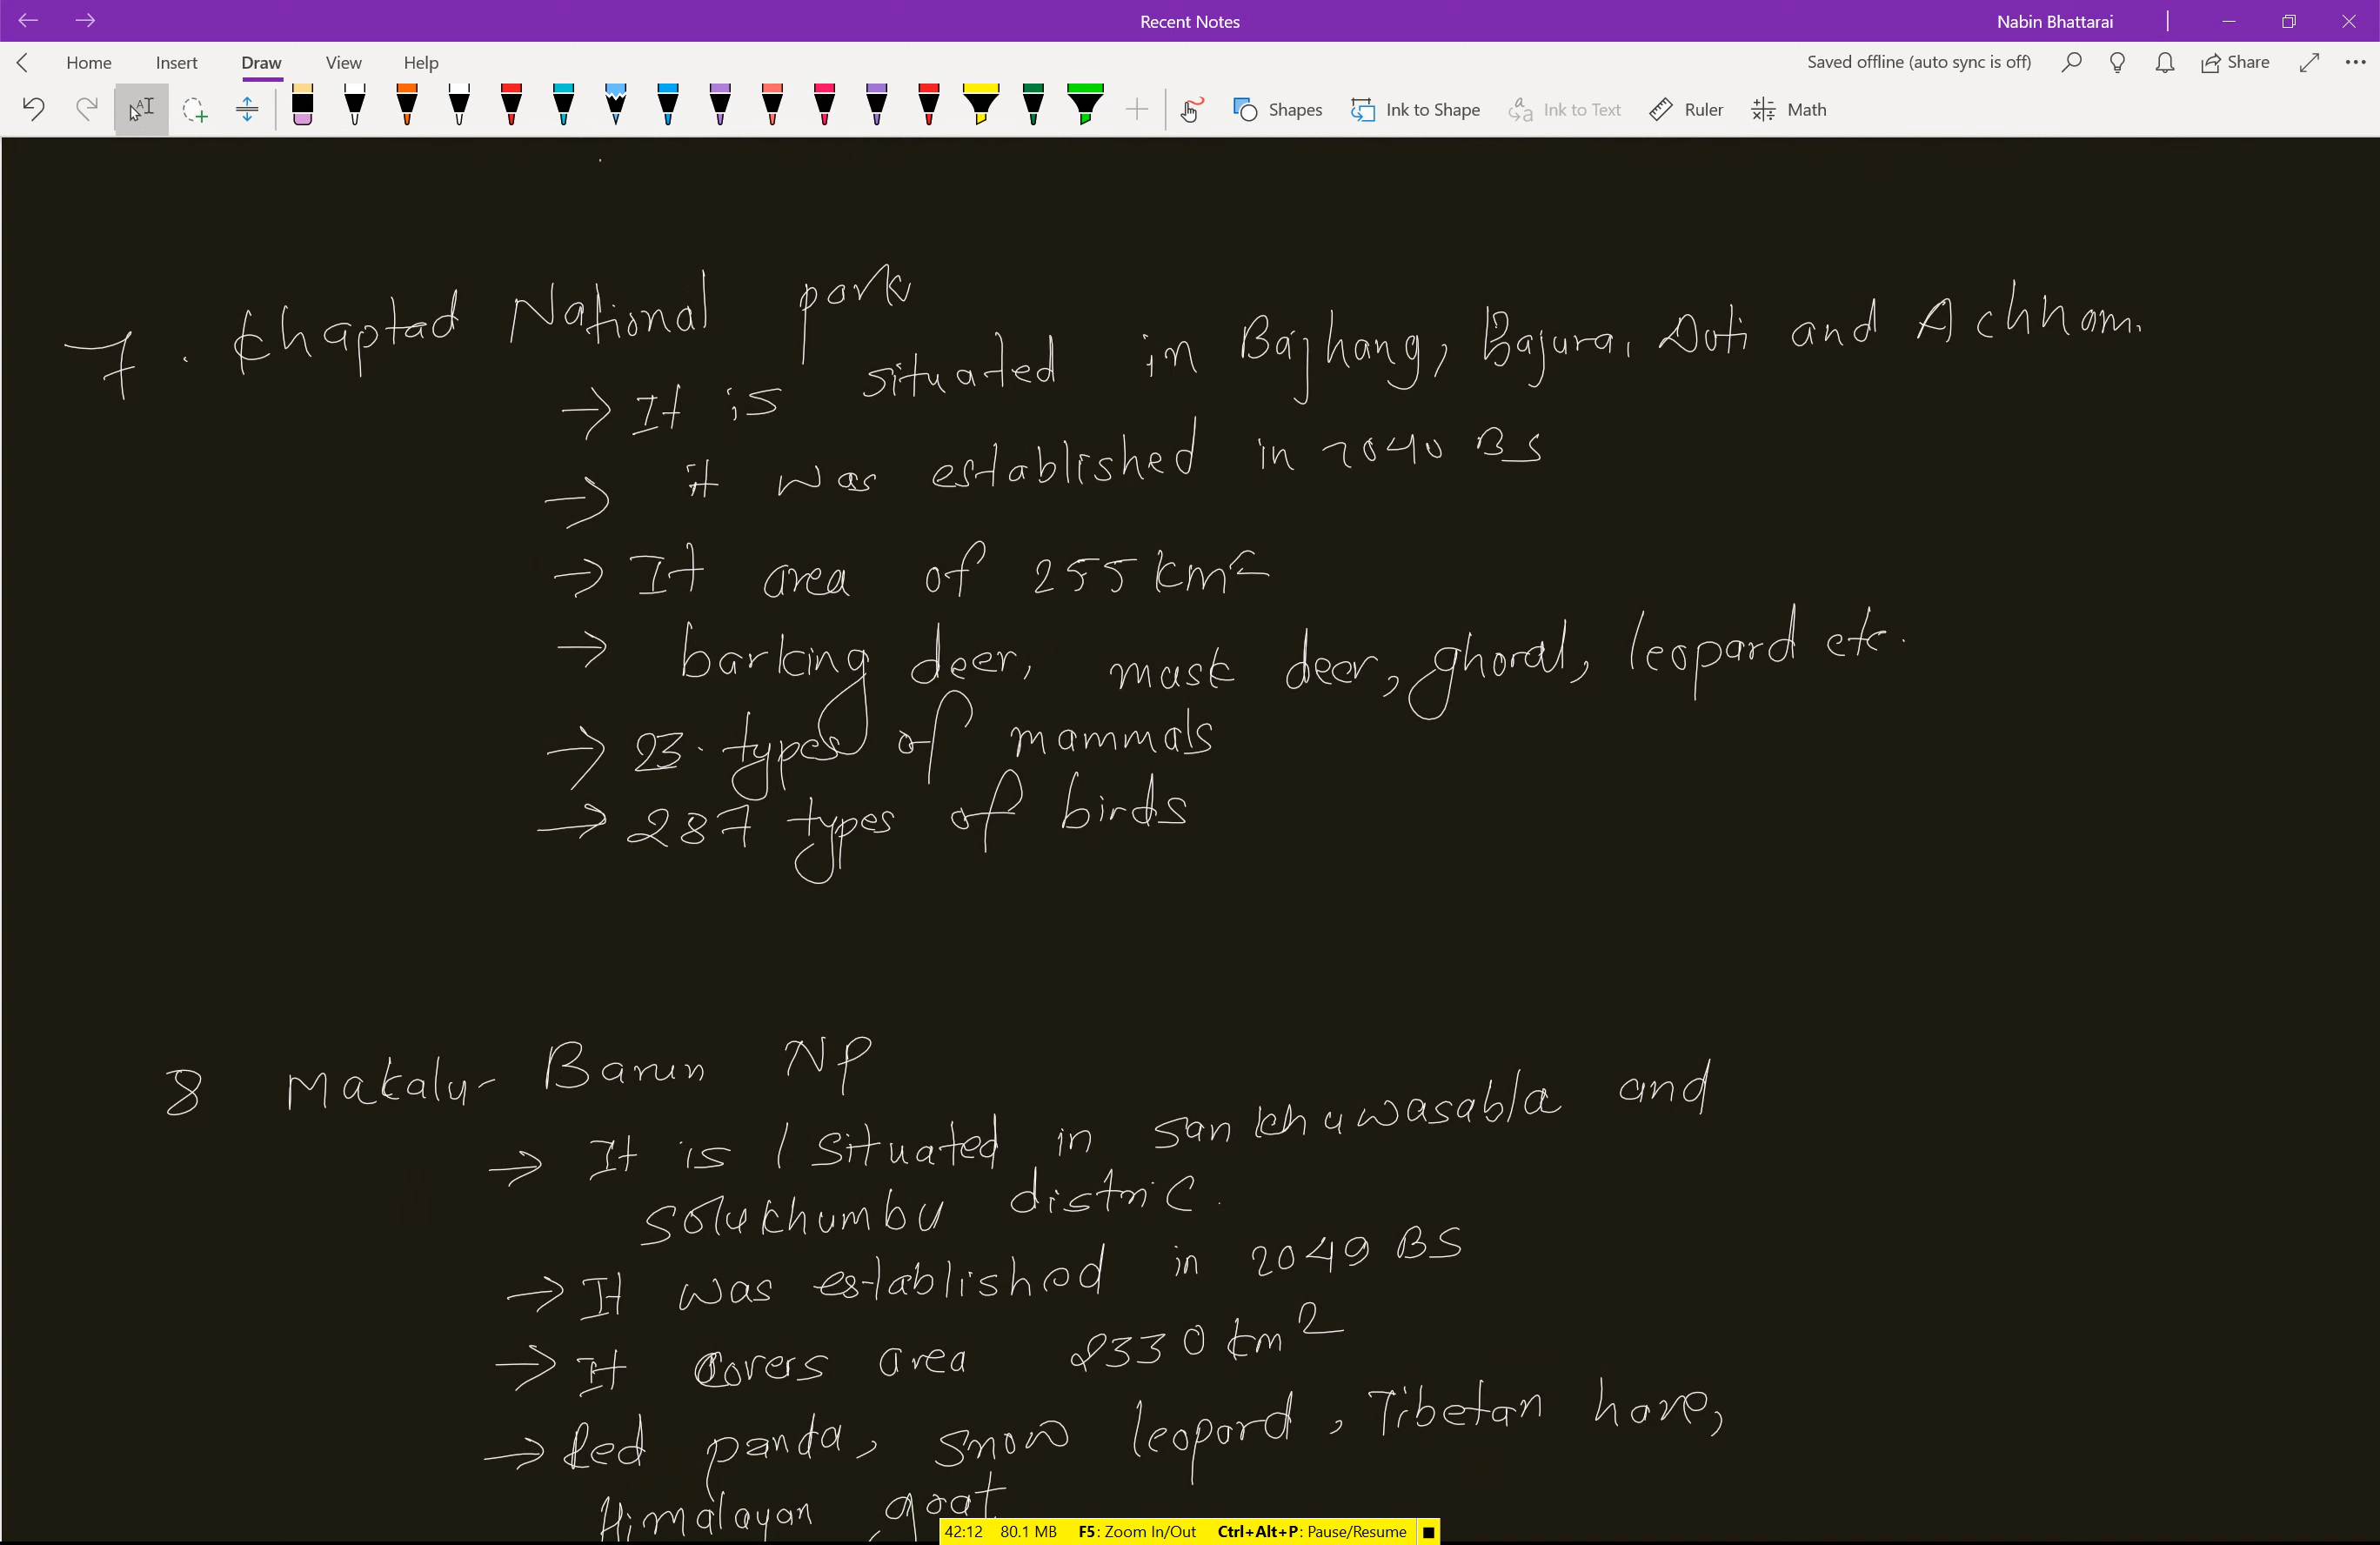 Recent Notes
Nabin Bhattarai
Home Insert Draw View Help
Saved offline (auto sync is off)
Share
Shapes Ink to Shape Ink to Text Ruler Math
7. Khaptad National park
→ It is situated in Bajhang, Bajura, Doti and Achham.
→ it was established in 2040 BS
→ It area of 255 km²
→ barking deer, musk deer, ghoral, leopard etc.
→ 23 types of mammals
→ 287 types of birds
8 Makalu- Barun NP
→ It is situated in sankhuwasabla and
solukhumbu distric.
→ It was established in 2049 BS
→ It covers area 2330 km²
→ Red panda, snow leopard, Tibetan hare,
Himalayan goat
42:12 80.1 MB F5: Zoom In/Out Ctrl+Alt+P: Pause/Resume